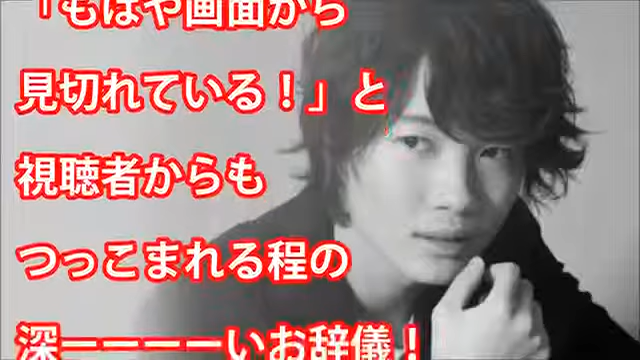 「もはや画面から
見切れている！」と
視聴者からも
つっこまれる程の
深ーーーーいお辞儀！